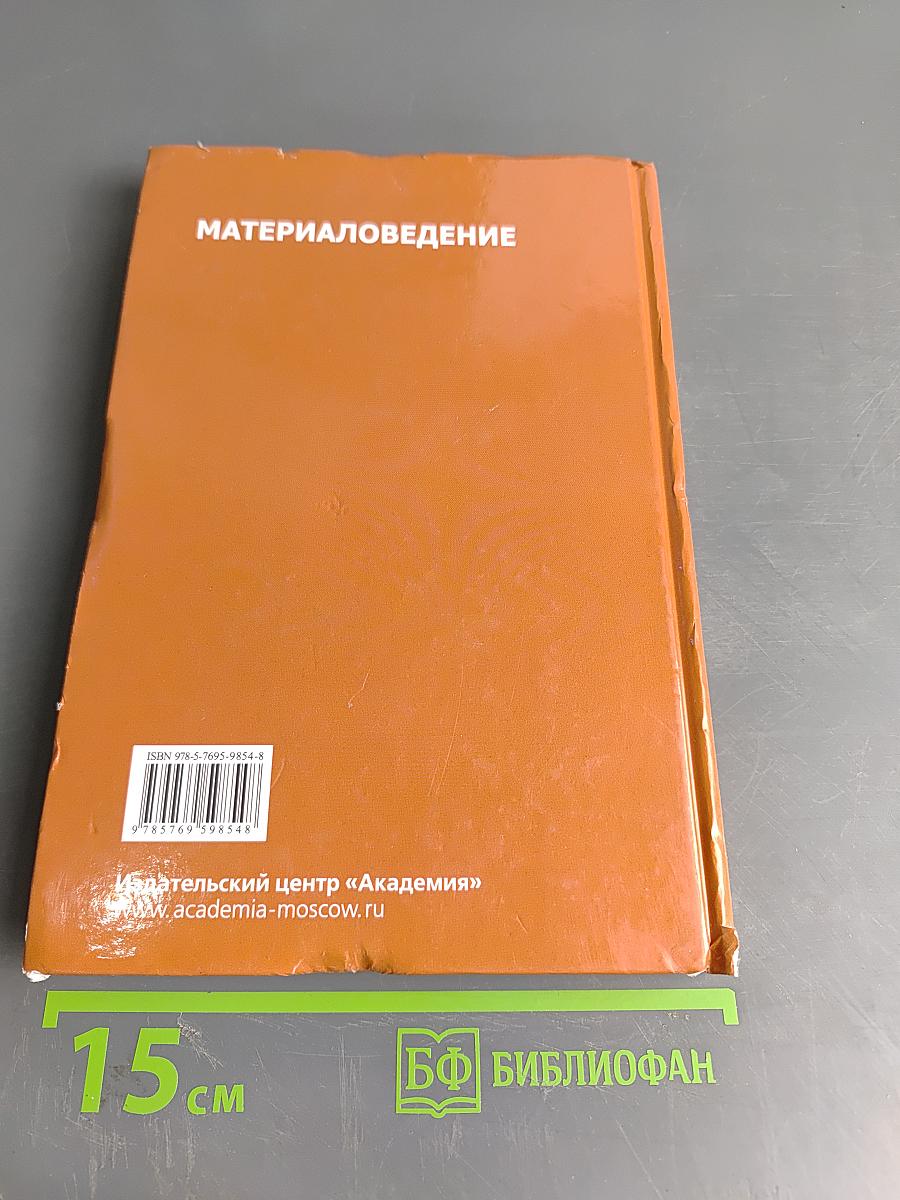 МАТЕРИАЛОВЕДЕНИЕ
ISBN 978-5-7695-9854-8
9 785769 598548
Издательский центр «Академия»
www.academia-moscow.ru
15 см
БФ БИБЛИОФАН